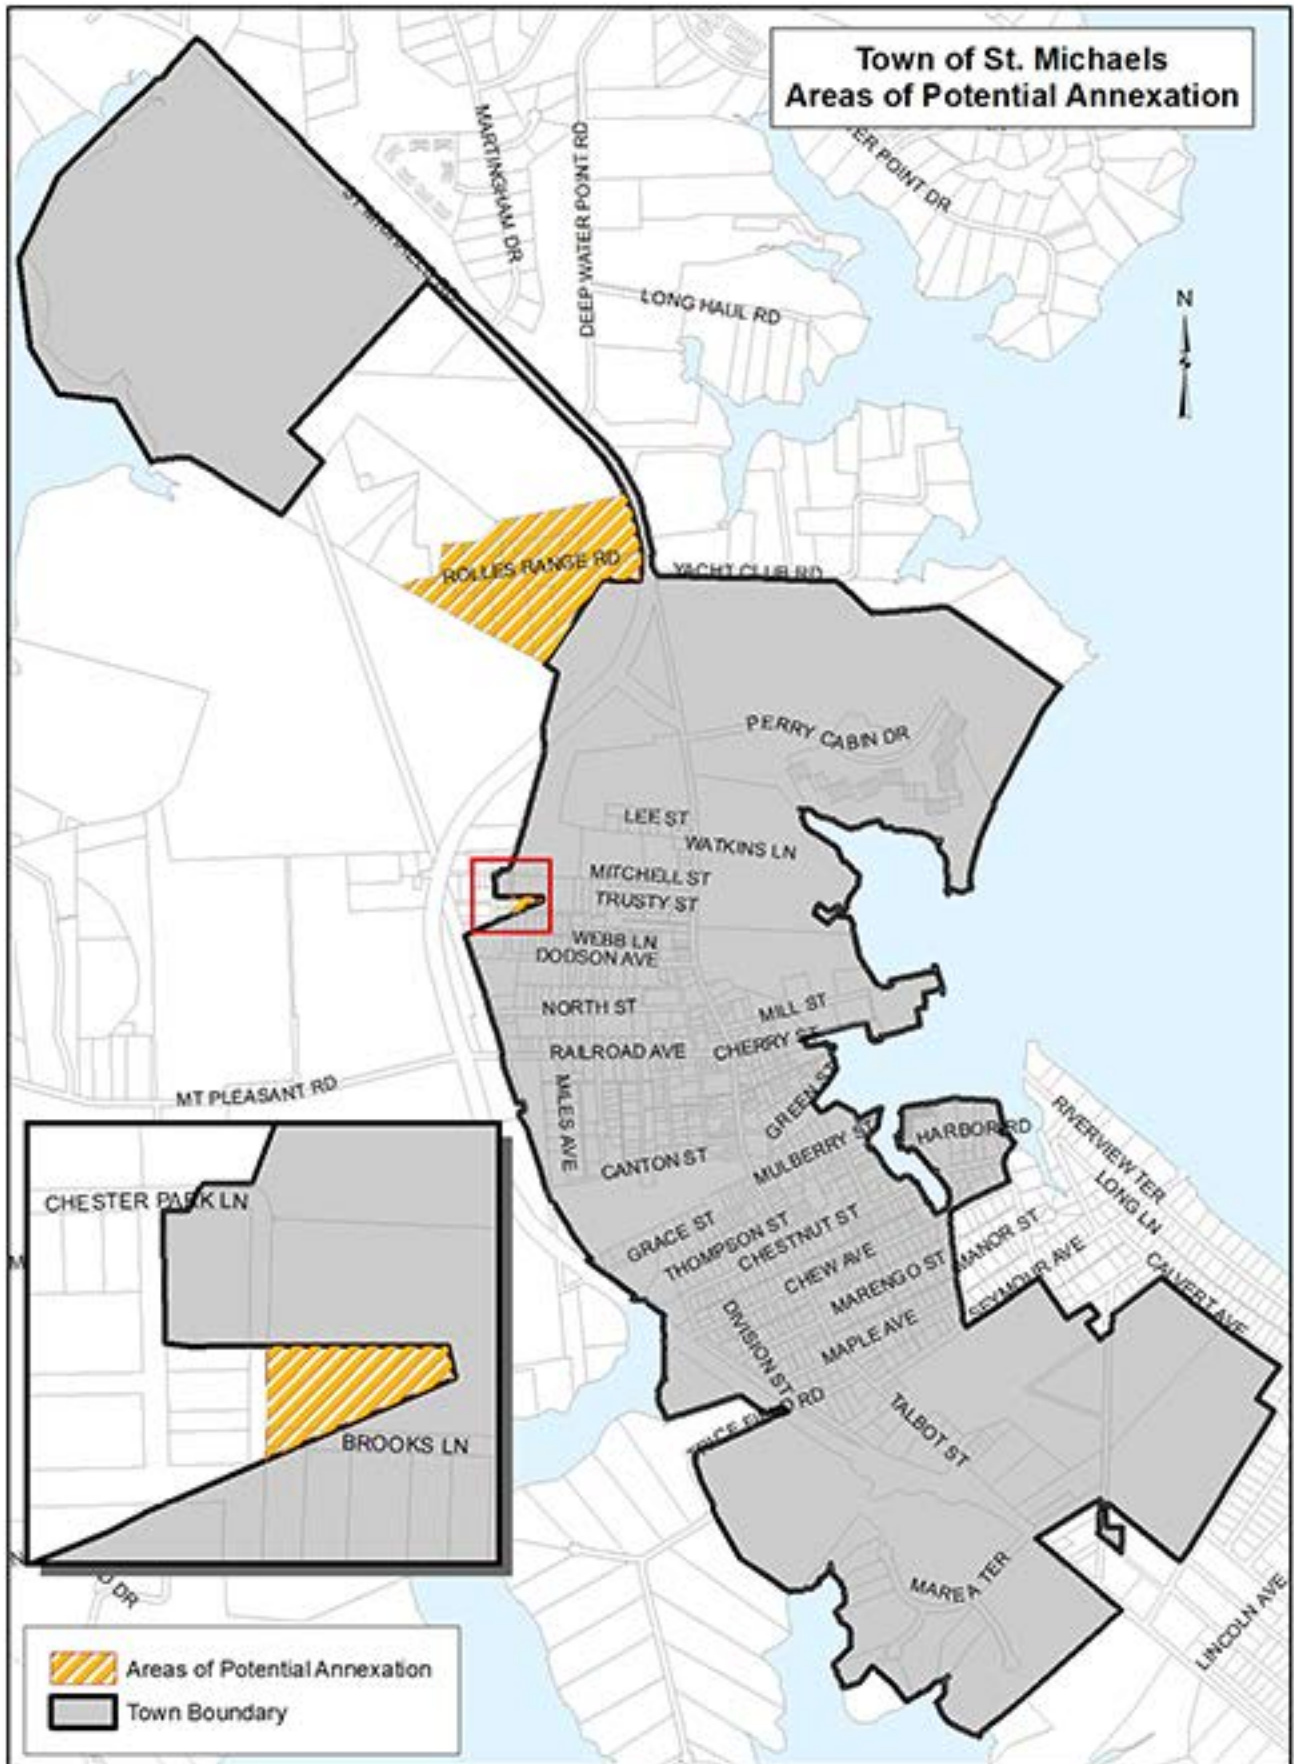 Town of St. Michaels
Areas of Potential Annexation
MARTINGHAM DR
DEEP WATER POINT RD
TER POINT DR
LONG HAUL RD
N
ROLLES RANGE RD
YACHT CLUB RD
PERRY CABIN DR
LEE ST
WATKINS LN
MITCHELL ST
TRUSTY ST
WEBB LN
DODSON AVE
NORTH ST
MILL ST
RAILROAD AVE
CHERRY ST
MT PLEASANT RD
MILES AVE
GREEN ST
HARBOR RD
RIVERVIEW TER
MULBERRY ST
CANTON ST
LONG LN
CHESTER PARK LN
GRACE ST
THOMPSON ST
CHESTNUT ST
MANOR ST
CHEW AVE
SEYMOUR AVE
MARENGO ST
CALVERT AVE
DIVISION ST
MAPLE AVE
BROOKS LN
RD
TALBOT ST
MAREA TER
DR
LINCOLN AVE
Areas of Potential Annexation
Town Boundary